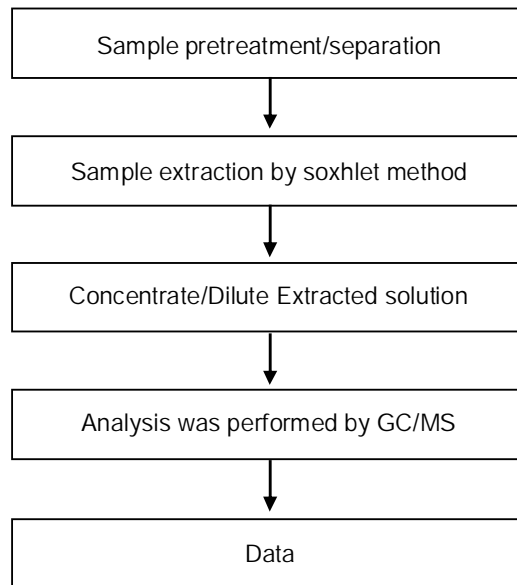 Sample pretreatment/separation
Sample extraction by soxhlet method
Concentrate/Dilute Extracted solution
Analysis was performed by GC/MS
Data